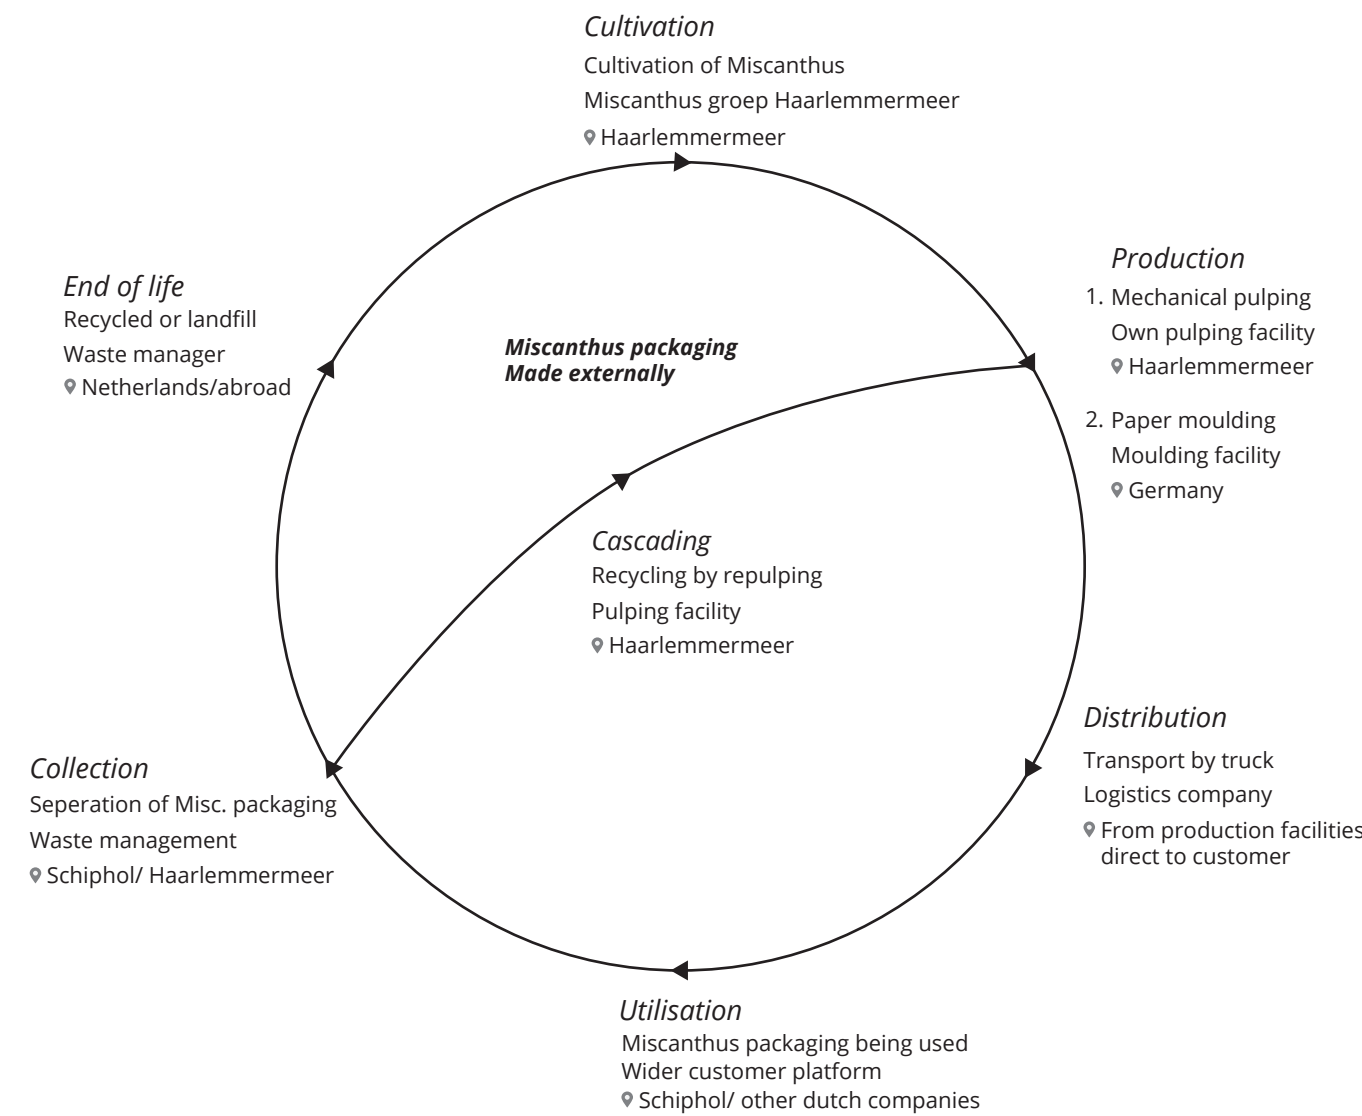 Cultivation
Cultivation of Miscanthus
Miscanthus groep Haarlemmermeer
Haarlemmermeer
Production
1. Mechanical pulping
Own pulping facility
Haarlemmermeer
2. Paper moulding
Moulding facility
Germany
End of life
Recycled or landfill
Waste manager
Netherlands/abroad
Miscanthus packaging
Made externally
Cascading
Recycling by repulping
Pulping facility
Haarlemmermeer
Distribution
Transport by truck
Logistics company
From production facilities
direct to customer
Collection
Seperation of Misc. packaging
Waste management
Schiphol/ Haarlemmermeer
Utilisation
Miscanthus packaging being used
Wider customer platform
Schiphol/ other dutch companies